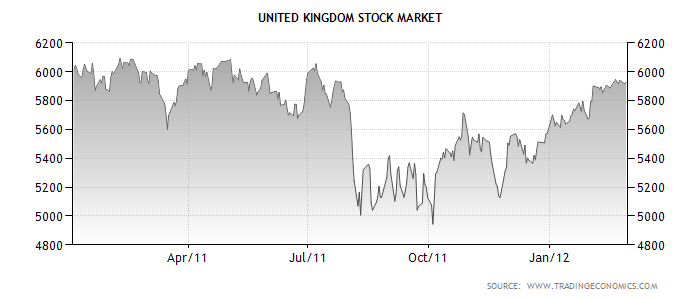 UNITED KINGDOM STOCK MARKET
6200 6200
6000 6000
5800 5800
5600 5600
5400 5400
5200 5200
5000 5000
4800 4800
Apr/11 Jul/11 Oct/11 Jan/12
SOURCE: WWW.TRADINGECONOMICS.COM